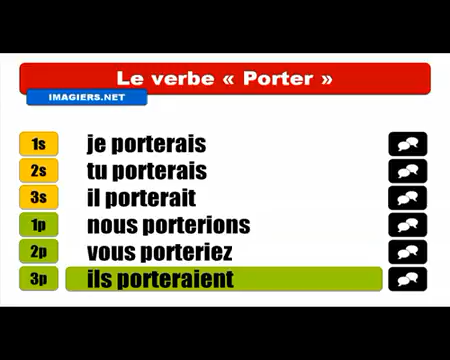 Le verbe « Porter »
IMAGIERS.NET
1s je porterais
2s tu porterais
3s il porterait
1p nous porterions
2p vous porteriez
3p ils porteraient